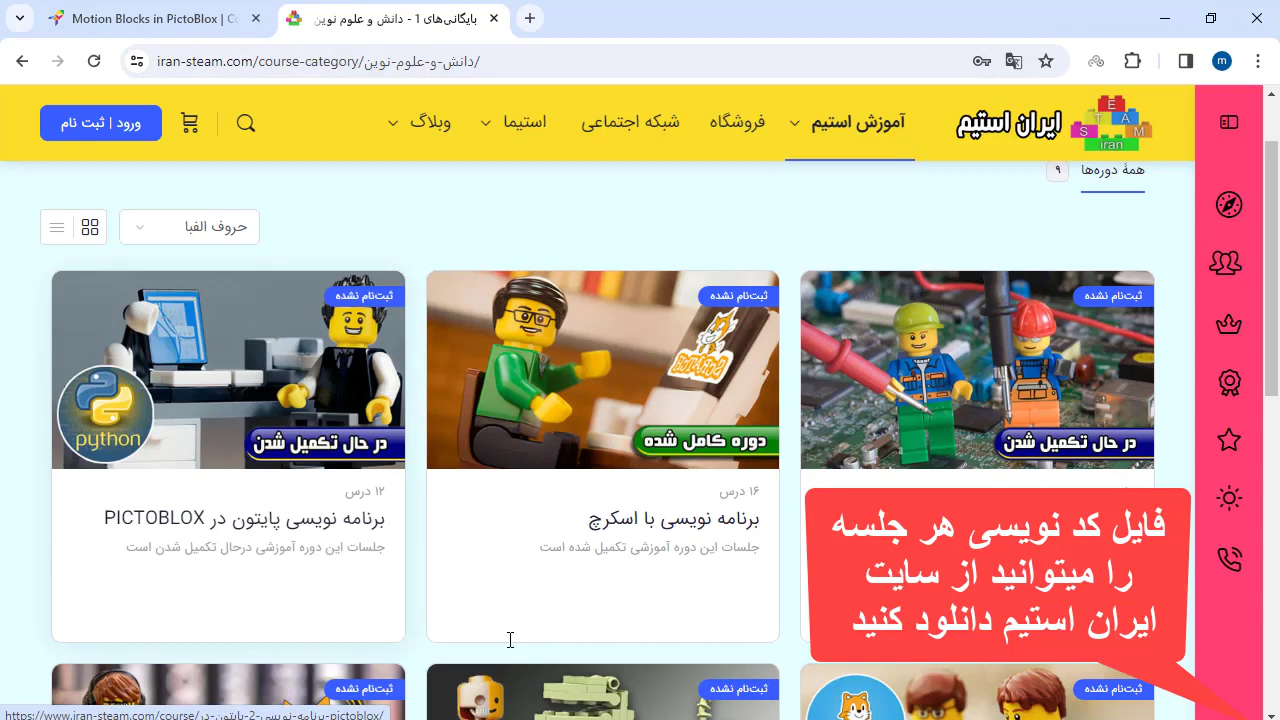 Motion Blocks in PictoBlox | Co
بایگانی‌های 1 - دانش و علوم نوین
iran-steam.com/course-category/دانش-و-علوم-نوین/
m
ایران استیم
S T E A M
iran
آموزش استیم
فروشگاه
شبکه اجتماعی
استیما
وبلاگ
ورود | ثبت نام
همهٔ دوره‌ها ۹
حروف الفبا
ثبت‌نام نشده
ثبت‌نام نشده
ثبت‌نام نشده
python
در حال تکمیل شدن
دوره کامل شده
در حال تکمیل شدن
۱۶ درس
برنامه نویسی با اسکرچ
جلسات این دوره آموزشی تکمیل شده است
۱۲ درس
برنامه نویسی پایتون در PICTOBLOX
جلسات این دوره آموزشی درحال تکمیل شدن است
فایل کد نویسی هر جلسه
را میتوانید از سایت
ایران استیم دانلود کنید
ثبت‌نام نشده
ثبت‌نام نشده
ثبت‌نام نشده
https://www.iran-steam.com/course/برنامه-نویسی-2-پایتون-در-pictoblox/